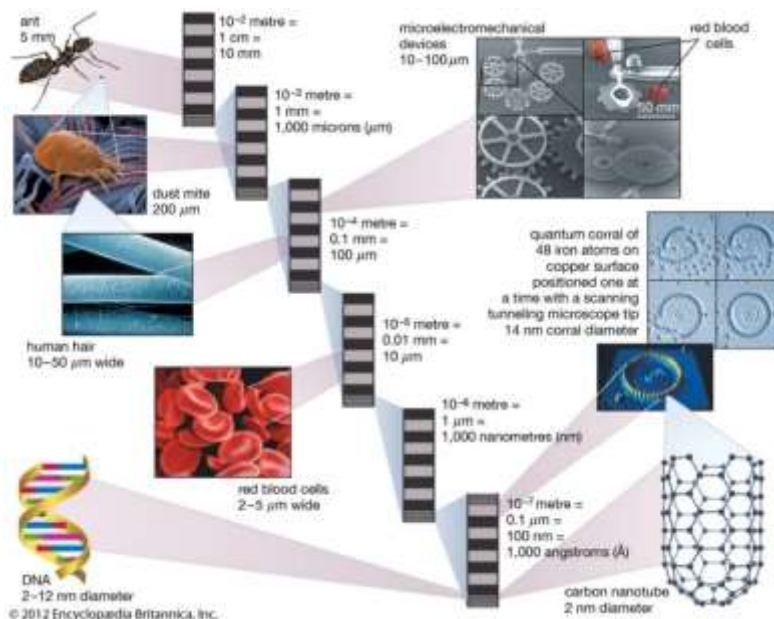 ant
5 mm
10⁻² metre =
1 cm =
10 mm
microelectromechanical
devices
10–100 μm
red blood
cells
50 mm
10⁻³ metre =
1 mm =
1,000 microns (μm)
dust mite
200 μm
10⁻⁴ metre =
0.1 mm =
100 μm
quantum corral of
48 iron atoms on
copper surface
positioned one at
a time with a scanning
tunneling microscope tip
14 nm corral diameter
human hair
10–50 μm wide
10⁻⁵ metre =
0.01 mm =
10 μm
10⁻⁶ metre =
1 μm =
1,000 nanometres (nm)
red blood cells
2–5 μm wide
10⁻⁷ metre =
0.1 μm =
100 nm =
1,000 angstroms (Å)
DNA
2–12 nm diameter
carbon nanotube
2 nm diameter
© 2012 Encyclopædia Britannica, Inc.